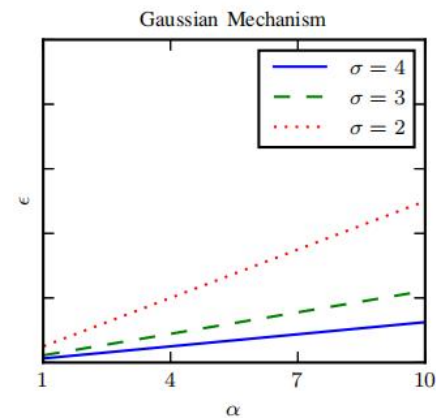 Gaussian Mechanism
σ = 4
σ = 3
σ = 2
ϵ
1 4 7 10
α